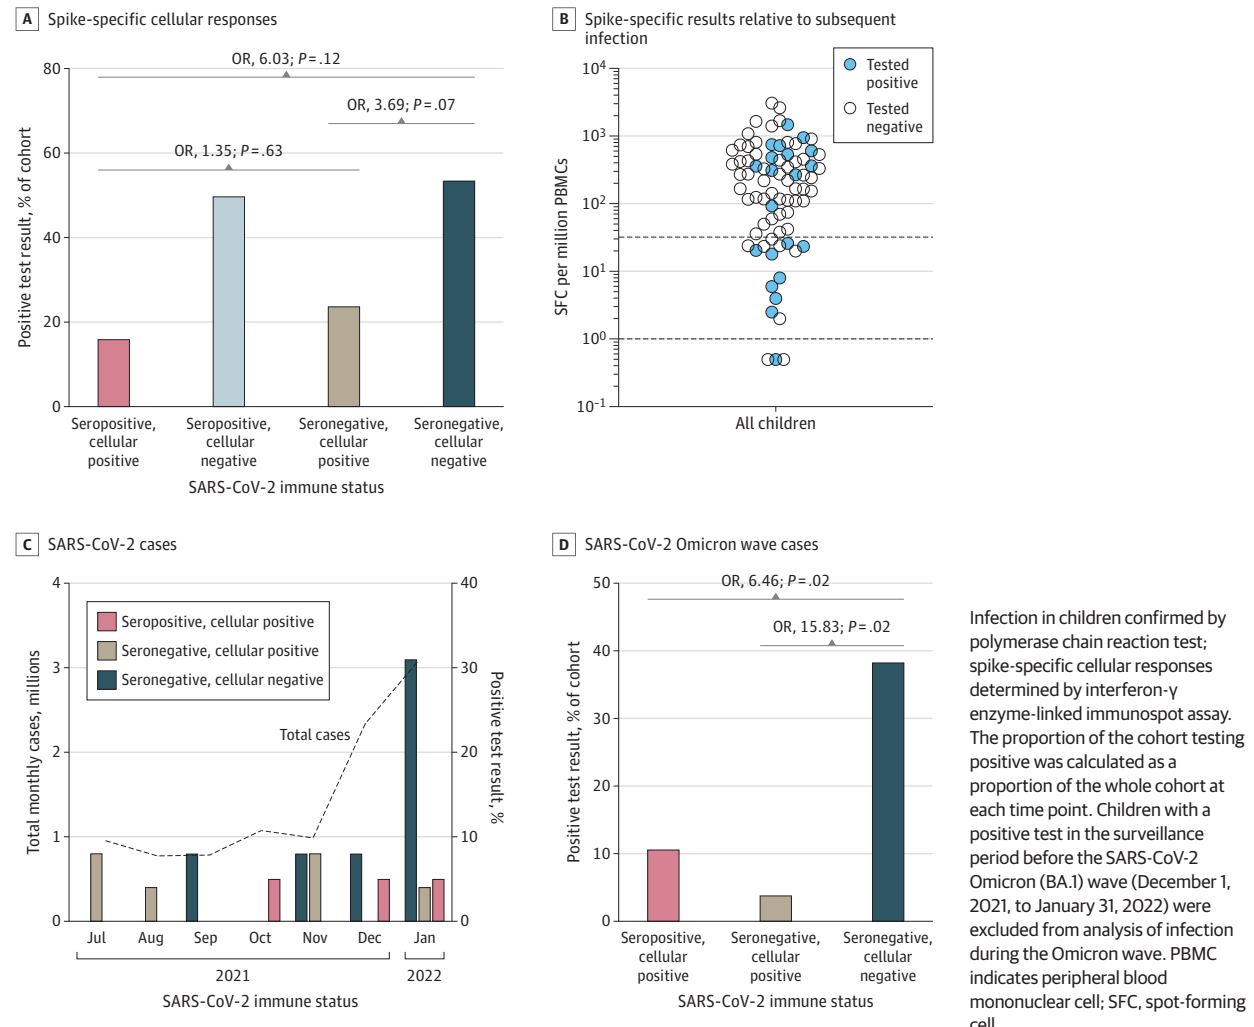 A Spike-specific cellular responses
OR, 6.03; P = .12
OR, 3.69; P = .07
OR, 1.35; P = .63
Positive test result, % of cohort
80
60
40
20
0
Seropositive, cellular positive
Seropositive, cellular negative
Seronegative, cellular positive
Seronegative, cellular negative
SARS-CoV-2 immune status
B Spike-specific results relative to subsequent
infection
Tested
positive
Tested
negative
SFC per million PBMCs
10⁴
10³
10²
10¹
10⁰
10⁻¹
All children
C SARS-CoV-2 cases
Seropositive, cellular positive
Seronegative, cellular positive
Seronegative, cellular negative
Total cases
Total monthly cases, millions
4
3
2
1
0
Positive test result, %
40
30
20
10
0
Jul Aug Sep Oct Nov Dec Jan
2021 2022
SARS-CoV-2 immune status
D SARS-CoV-2 Omicron wave cases
OR, 6.46; P = .02
OR, 15.83; P = .02
Positive test result, % of cohort
50
40
30
20
10
0
Seropositive, cellular positive
Seronegative, cellular positive
Seronegative, cellular negative
SARS-CoV-2 immune status
Infection in children confirmed by
polymerase chain reaction test;
spike-specific cellular responses
determined by interferon-γ
enzyme-linked immunospot assay.
The proportion of the cohort testing
positive was calculated as a
proportion of the whole cohort at
each time point. Children with a
positive test in the surveillance
period before the SARS-CoV-2
Omicron (BA.1) wave (December 1,
2021, to January 31, 2022) were
excluded from analysis of infection
during the Omicron wave. PBMC
indicates peripheral blood
mononuclear cell; SFC, spot-forming
cell